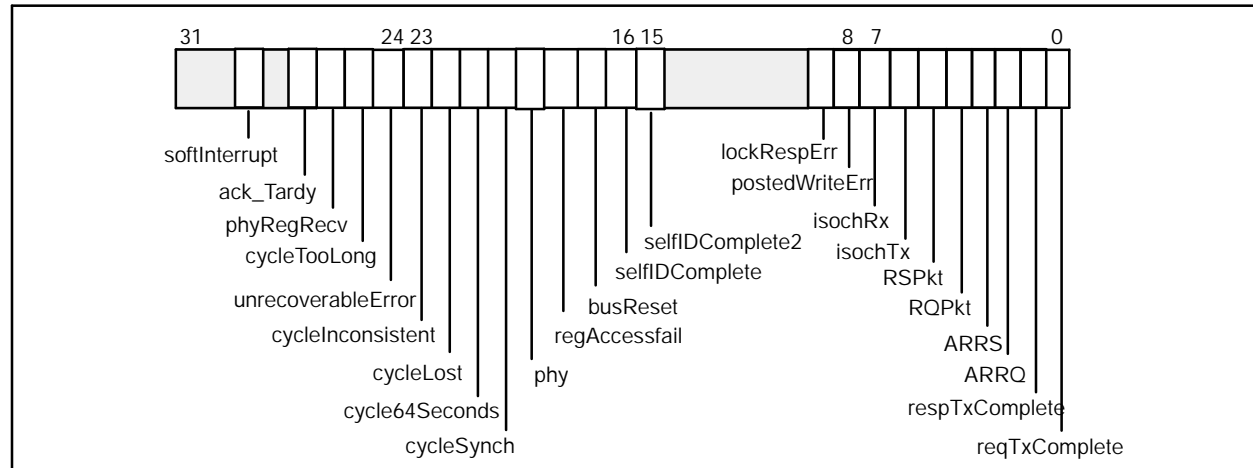 31 24 23 16 15 8 7 0
softInterrupt
ack_Tardy
phyRegRecv
cycleTooLong
unrecoverableError
cycleInconsistent
cycleLost
cycle64Seconds
cycleSynch
phy
regAccessfail
busReset
selfIDComplete
selfIDComplete2
lockRespErr
postedWriteErr
isochRx
isochTx
RSPkt
RQPkt
ARRS
ARRQ
respTxComplete
reqTxComplete